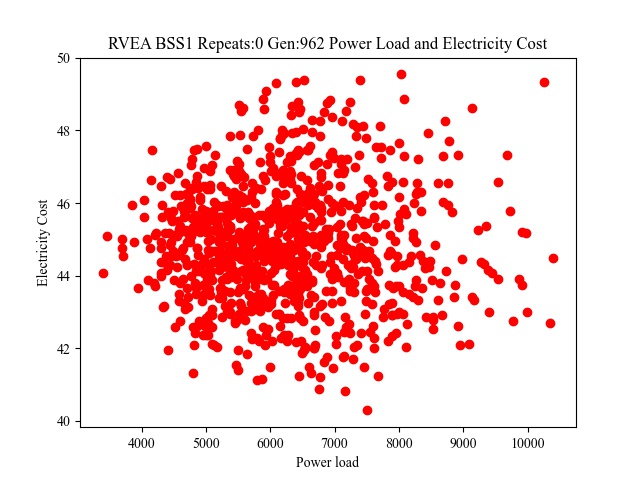 RVEA BSS1 Repeats:0 Gen:962 Power Load and Electricity Cost
50
48
46
44
42
40
Electricity Cost
4000 5000 6000 7000 8000 9000 10000
Power load